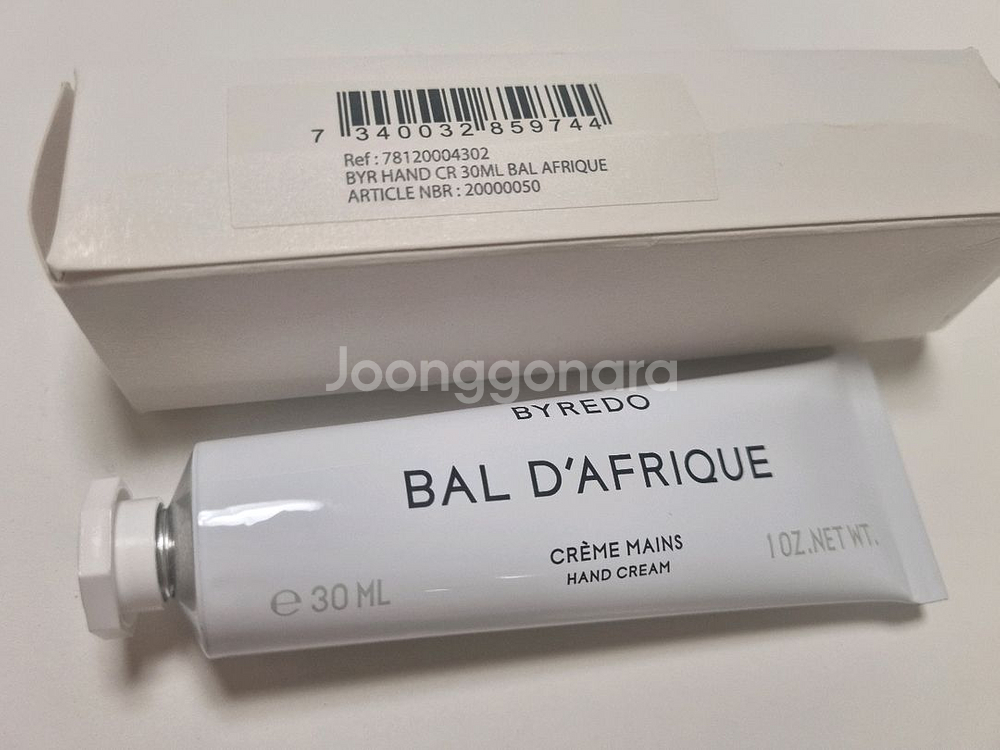 7 340032 859744
Ref : 78120004302
BYR HAND CR 30ML BAL AFRIQUE
ARTICLE NBR : 20000050
Joonggonara
BYREDO
BAL D'AFRIQUE
CRÈME MAINS
HAND CREAM
e 30 ML
1 OZ.NET WT.